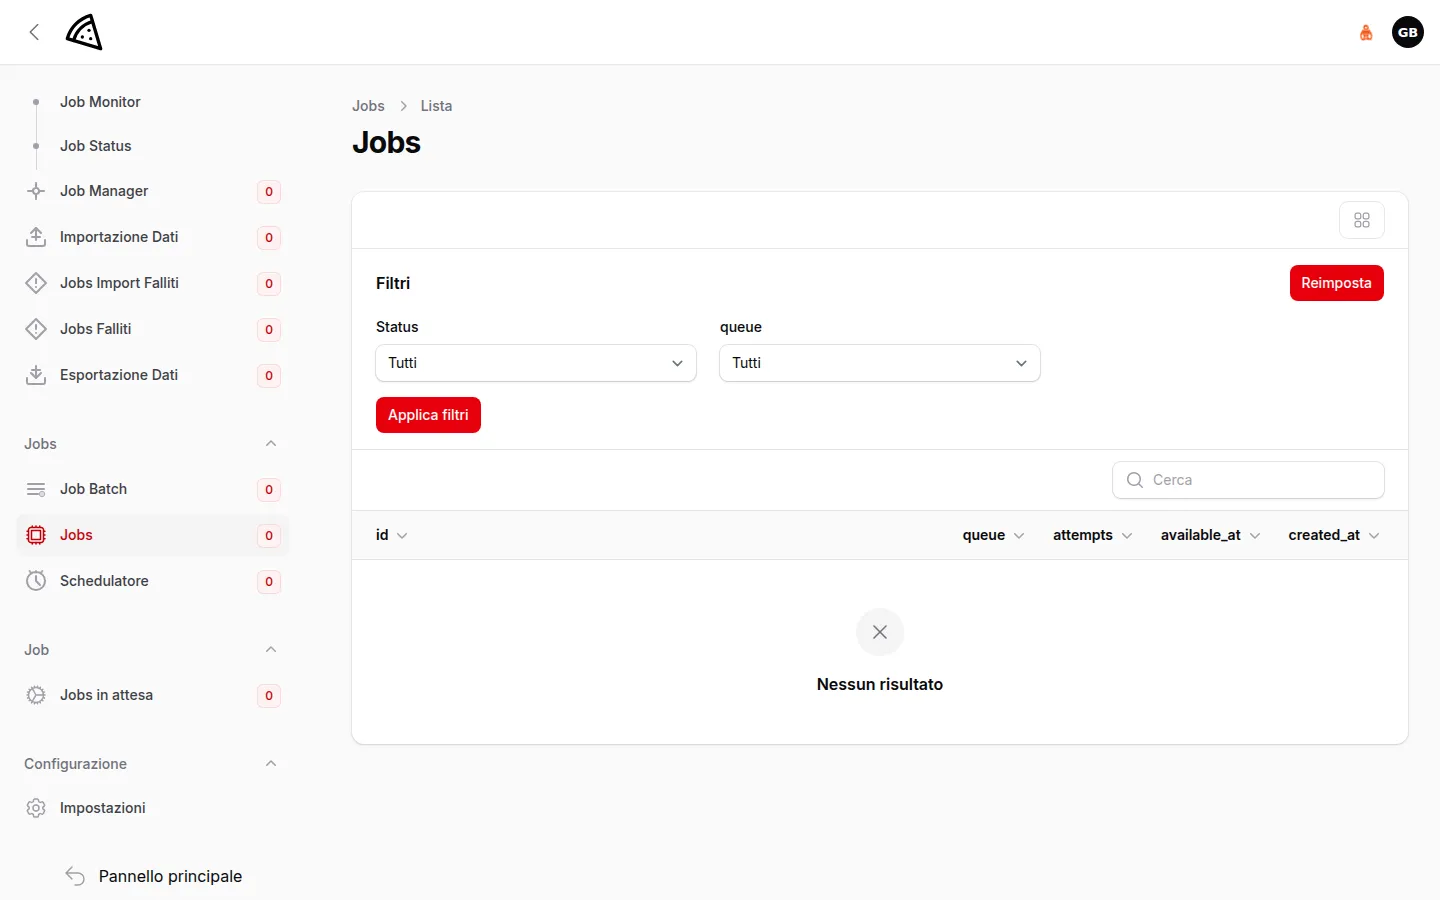 GB
Job Monitor
Job Status
Job Manager 0
Importazione Dati 0
Jobs Import Falliti 0
Jobs Falliti 0
Esportazione Dati 0
Jobs
Job Batch 0
Jobs 0
Schedulatore 0
Job
Jobs in attesa 0
Configurazione
Impostazioni
Pannello principale
Jobs Lista
Jobs
Filtri Reimposta
Status queue
Tutti Tutti
Applica filtri
Cerca
id queue attempts available_at created_at
Nessun risultato